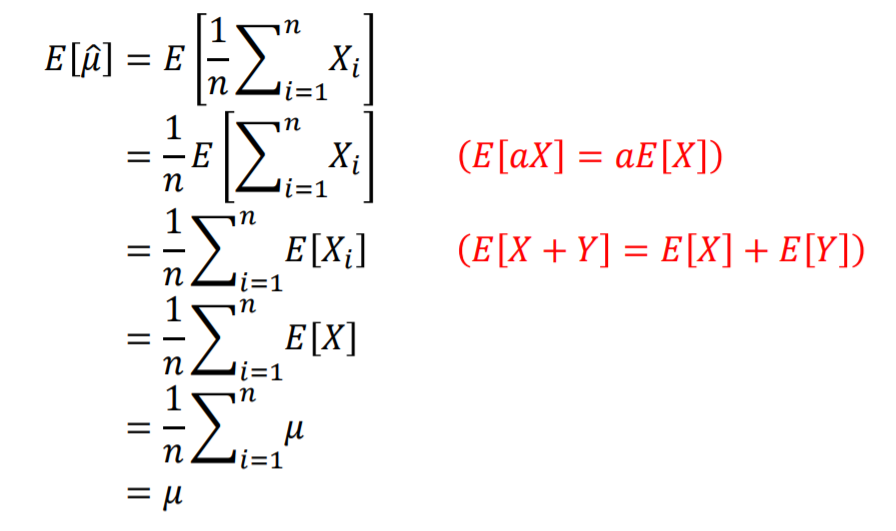 E[μ̂] = E [1/n ∑_{i=1}^{n} X_i]
= 1/n E [∑_{i=1}^{n} X_i] (E[aX] = aE[X])
= 1/n ∑_{i=1}^{n} E[X_i] (E[X + Y] = E[X] + E[Y])
= 1/n ∑_{i=1}^{n} E[X]
= 1/n ∑_{i=1}^{n} μ
= μ